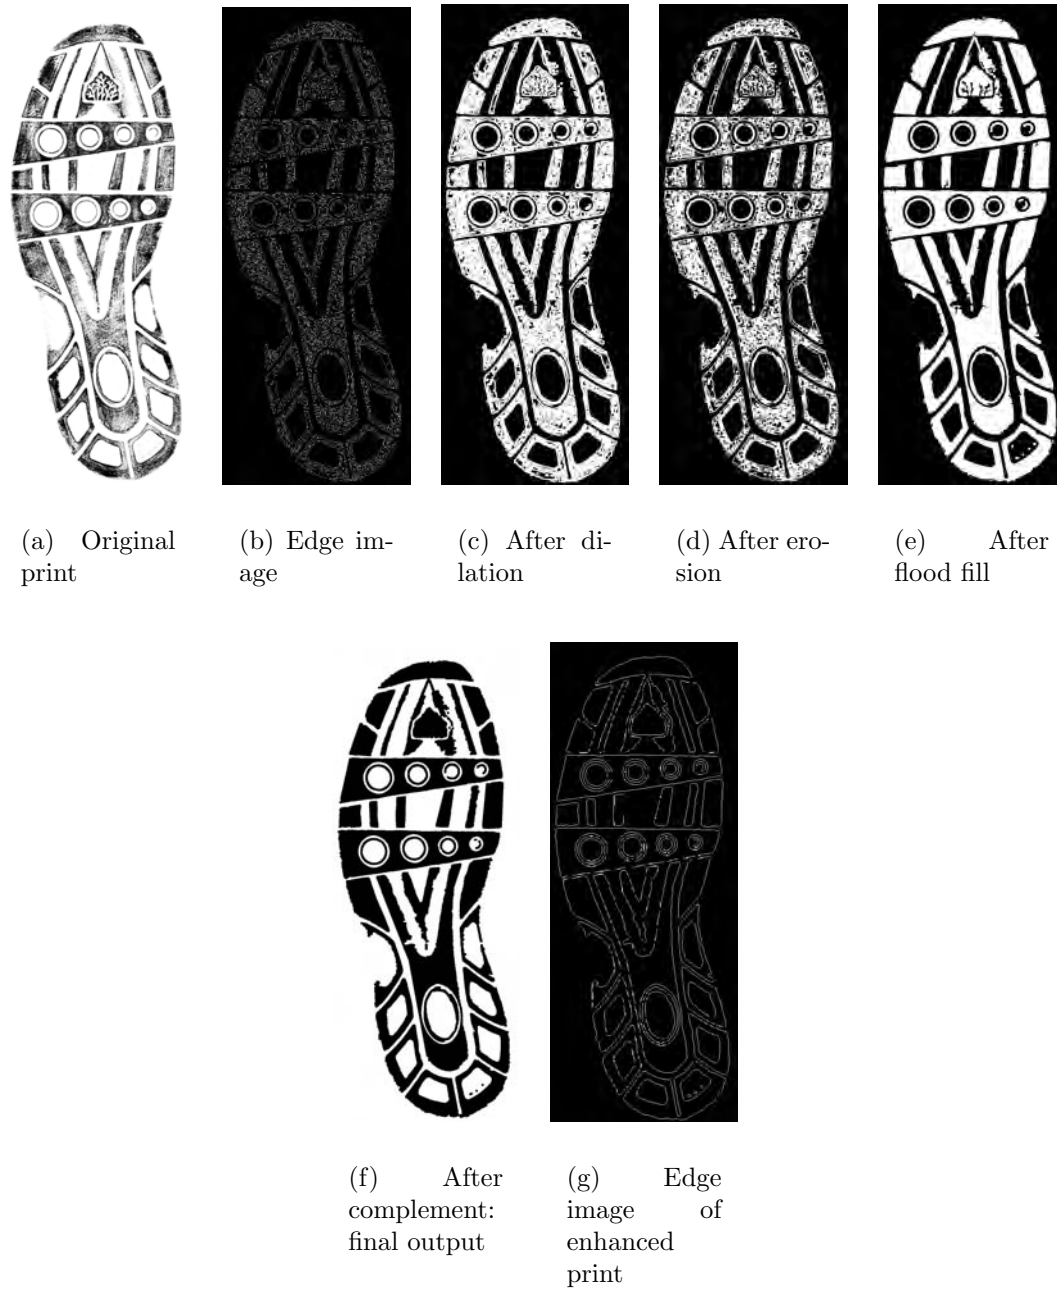 (a) Original
print
(b) Edge im-
age
(c) After di-
lation
(d) After ero-
sion
(e) After
flood fill
(f) After
complement:
final output
(g) Edge
image of
enhanced
print